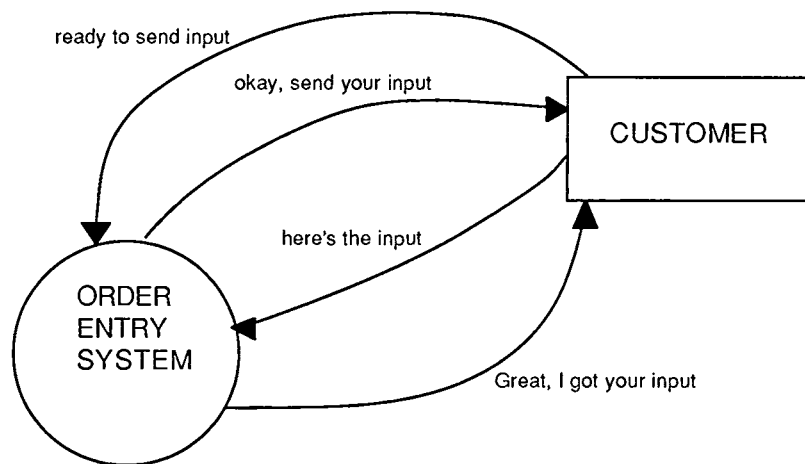 ready to send input
okay, send your input
CUSTOMER
here's the input
ORDER
ENTRY
SYSTEM
Great, I got your input